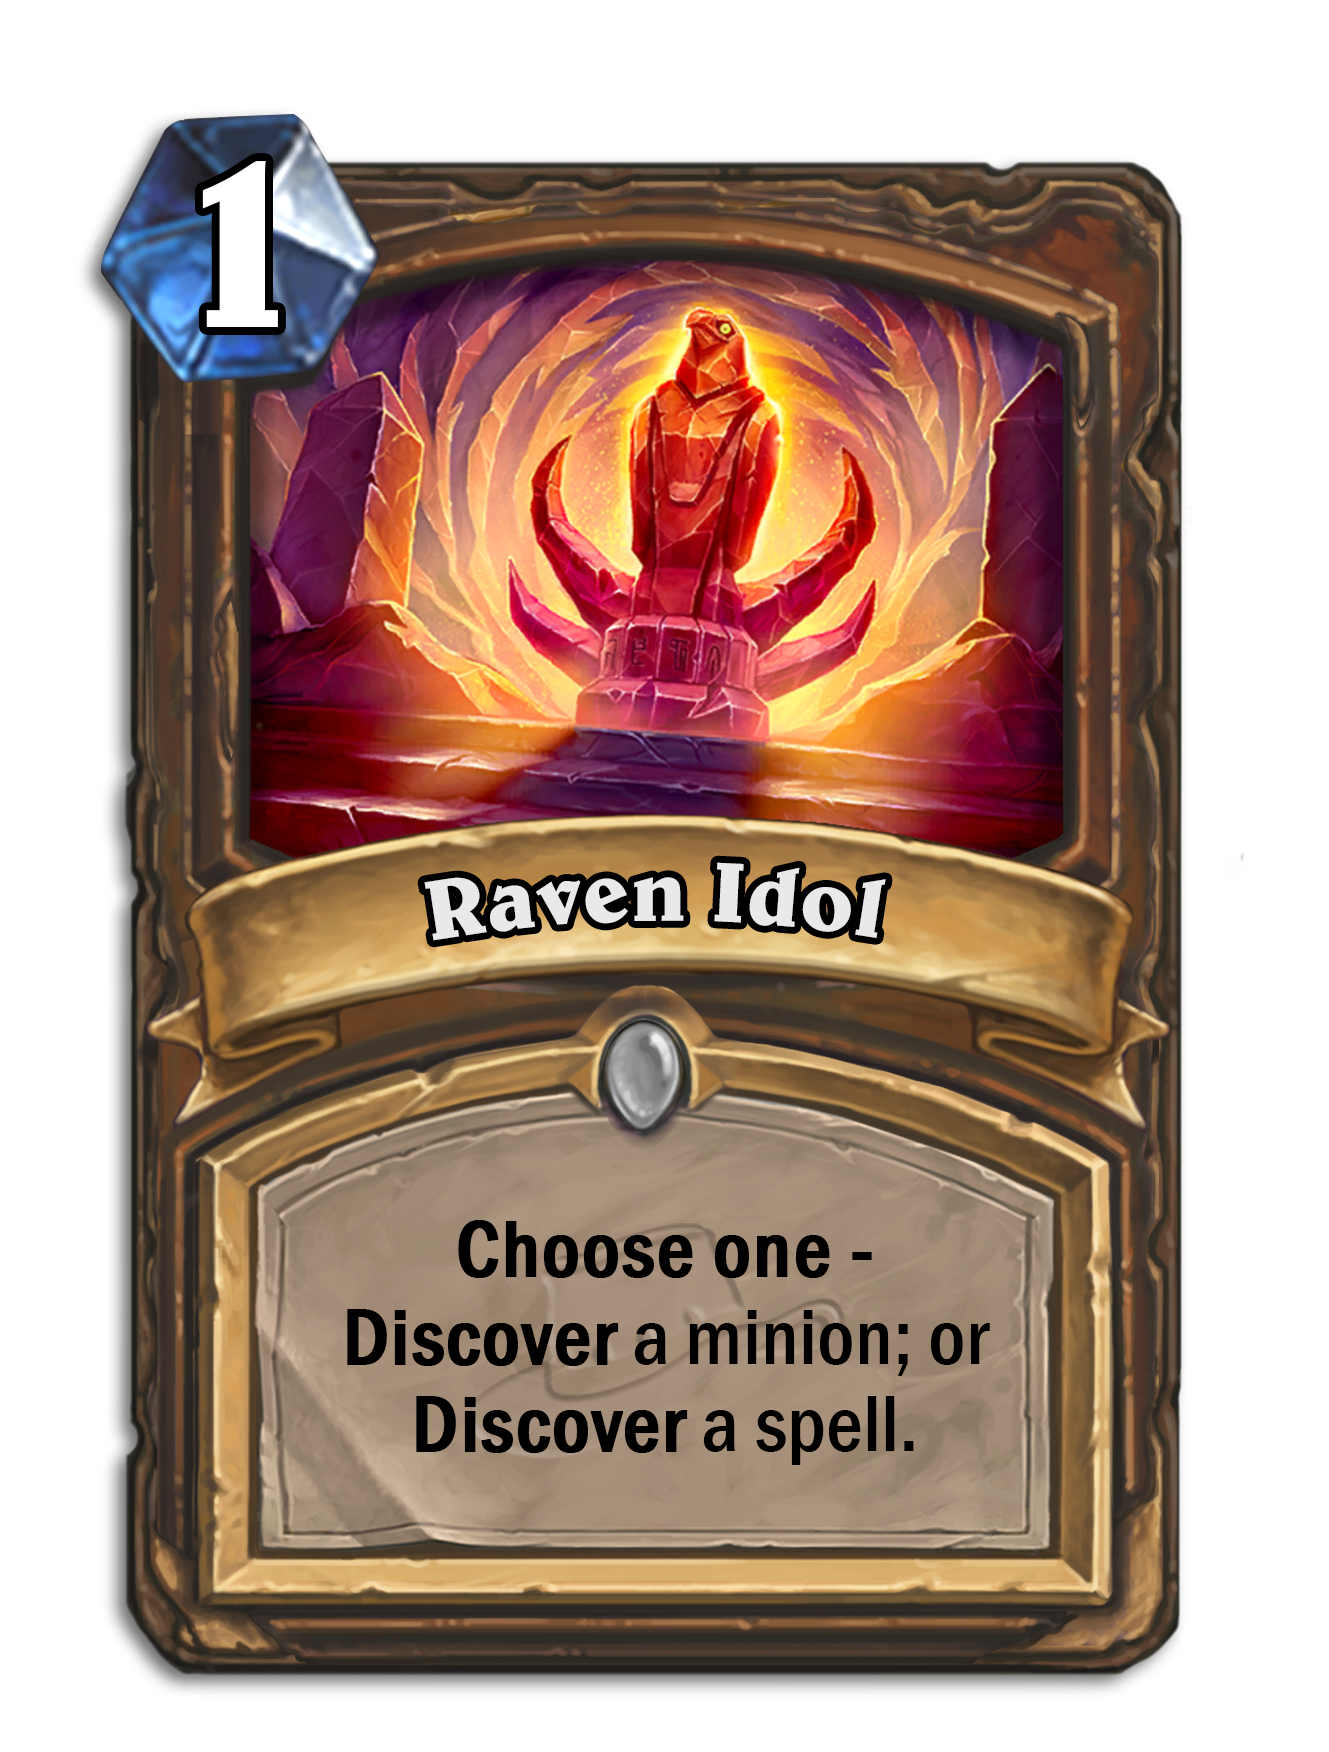 1
Raven Idol
Choose one -
Discover a minion; or
Discover a spell.